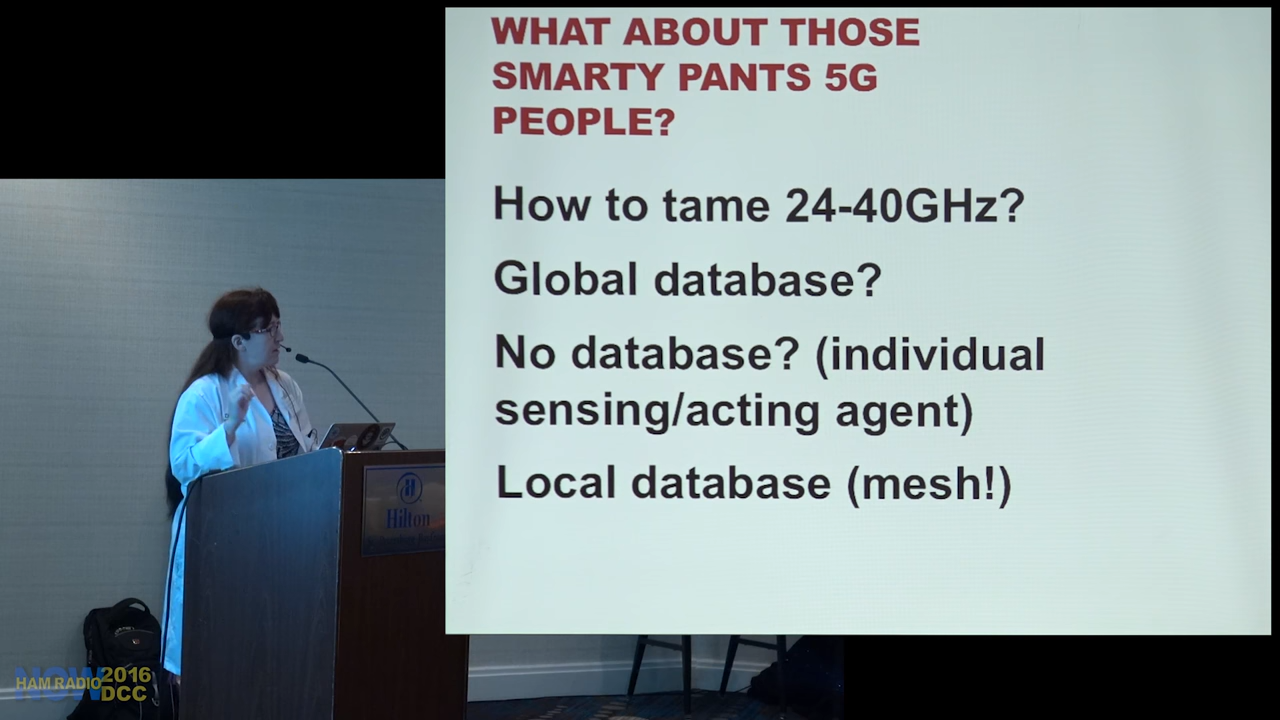 WHAT ABOUT THOSE
SMARTY PANTS 5G
PEOPLE?
How to tame 24-40GHz?
Global database?
No database? (individual
sensing/acting agent)
Local database (mesh!)
H
Hilton
HAM RADIO NOW 2016
DCC